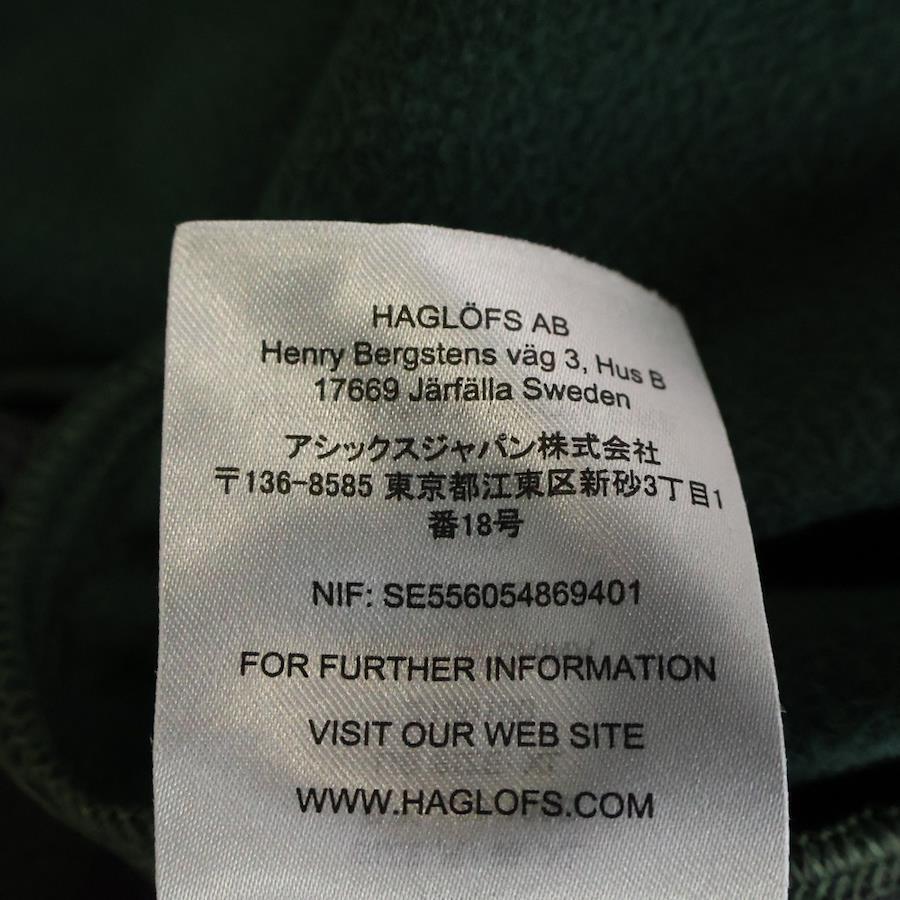 HAGLÖFS AB
Henry Bergstens väg 3, Hus B
17669 Järfälla Sweden
アシックスジャパン株式会社
〒136-8585 東京都江東区新砂3丁目1
番18号
NIF: SE556054869401
FOR FURTHER INFORMATION
VISIT OUR WEB SITE
WWW.HAGLOFS.COM